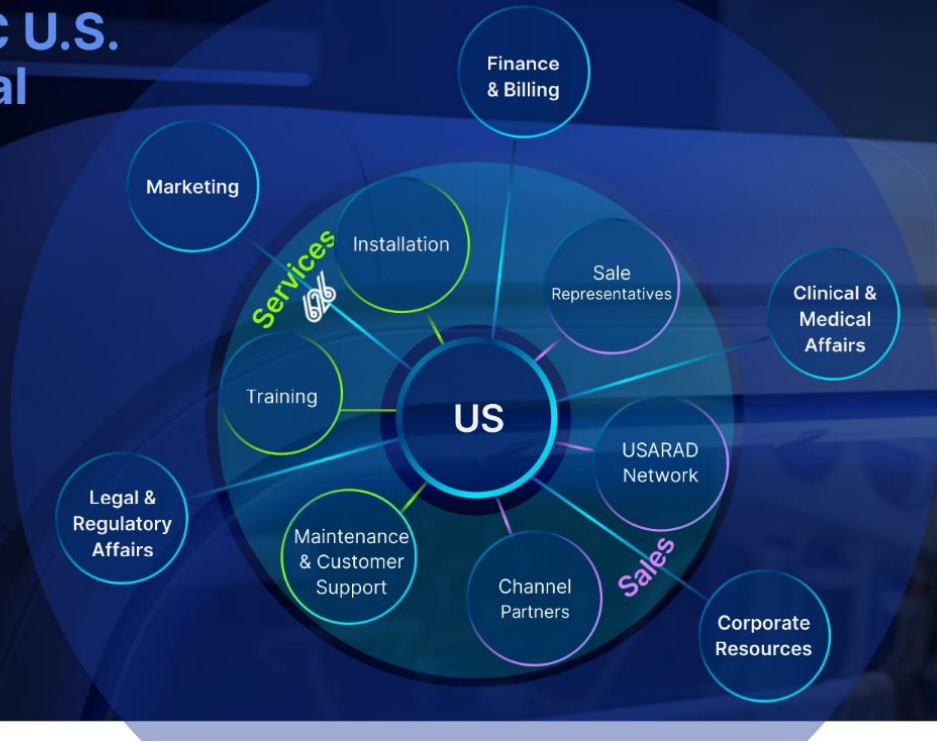 C U.S.
al
Finance
& Billing
Marketing
Services
Installation
Sale
Representatives
Clinical &
Medical
Affairs
Training
US
USARAD
Network
Legal &
Regulatory
Affairs
Maintenance
& Customer
Support
Channel
Partners
Sales
Corporate
Resources